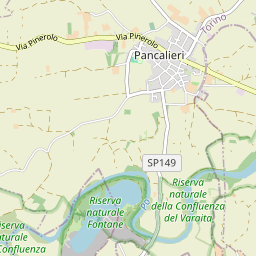 Torino
Via Pinerolo
Via Pinerolo
Pancalieri
SP149
Riserva
naturale
Fontane
Riserva
naturale
della Confluenza
del Varaita
Po
Riserva
naturale
Confluenza